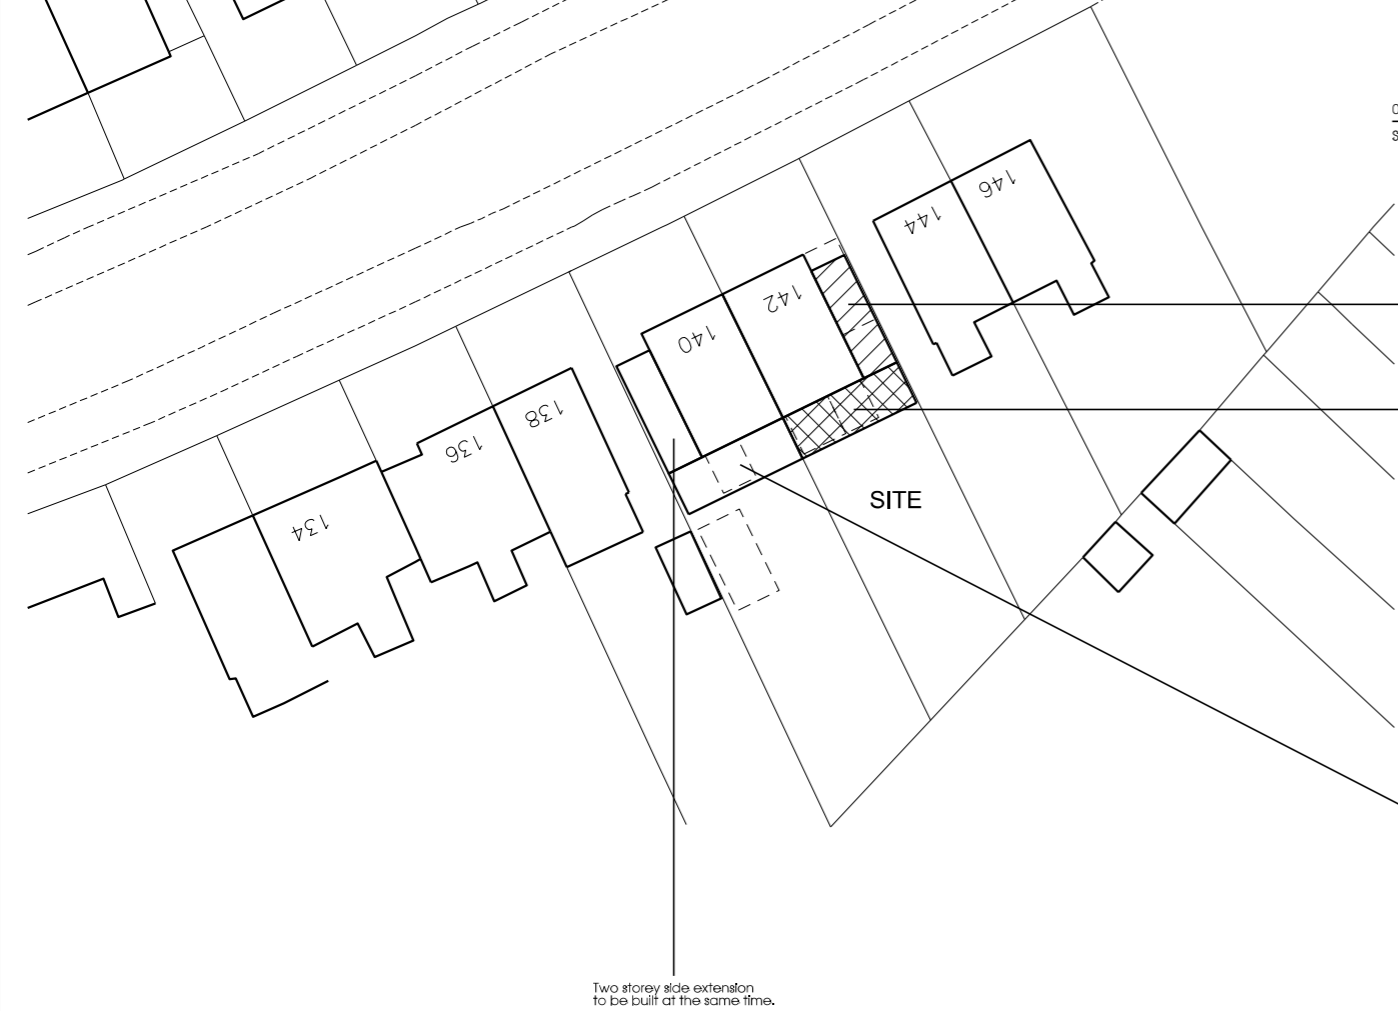 146
144
142
140
138
136
134
SITE
Two storey side extension
to be built at the same time.